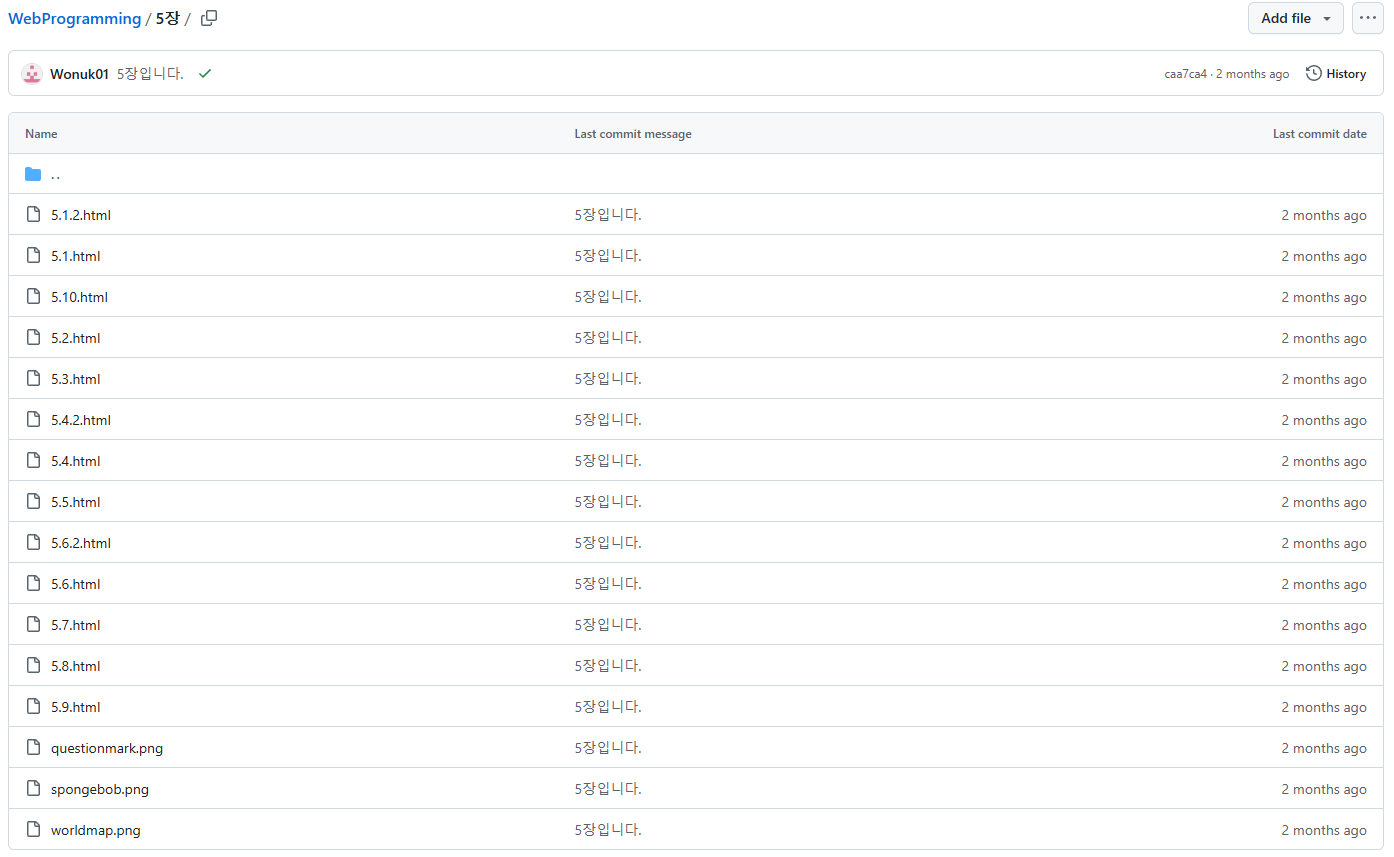 WebProgramming / 5장 /
Add file
Wonuk01 5장입니다.
caa7ca4 · 2 months ago
History
Name Last commit message Last commit date
..
5.1.2.html 5장입니다. 2 months ago
5.1.html 5장입니다. 2 months ago
5.10.html 5장입니다. 2 months ago
5.2.html 5장입니다. 2 months ago
5.3.html 5장입니다. 2 months ago
5.4.2.html 5장입니다. 2 months ago
5.4.html 5장입니다. 2 months ago
5.5.html 5장입니다. 2 months ago
5.6.2.html 5장입니다. 2 months ago
5.6.html 5장입니다. 2 months ago
5.7.html 5장입니다. 2 months ago
5.8.html 5장입니다. 2 months ago
5.9.html 5장입니다. 2 months ago
questionmark.png 5장입니다. 2 months ago
spongebob.png 5장입니다. 2 months ago
worldmap.png 5장입니다. 2 months ago